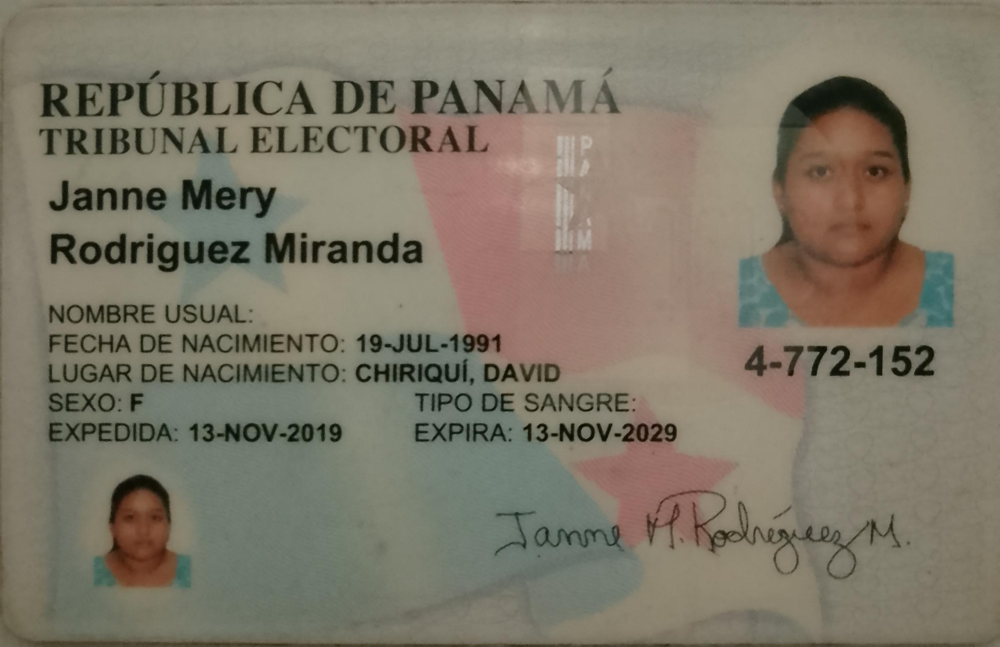 REPÚBLICA DE PANAMÁ
TRIBUNAL ELECTORAL
PANAMÁ
Janne Mery
Rodriguez Miranda
NOMBRE USUAL:
FECHA DE NACIMIENTO: 19-JUL-1991
LUGAR DE NACIMIENTO: CHIRIQUÍ, DAVID
SEXO: F TIPO DE SANGRE:
EXPEDIDA: 13-NOV-2019 EXPIRA: 13-NOV-2029
4-772-152
Janne M. Rodríguez M.